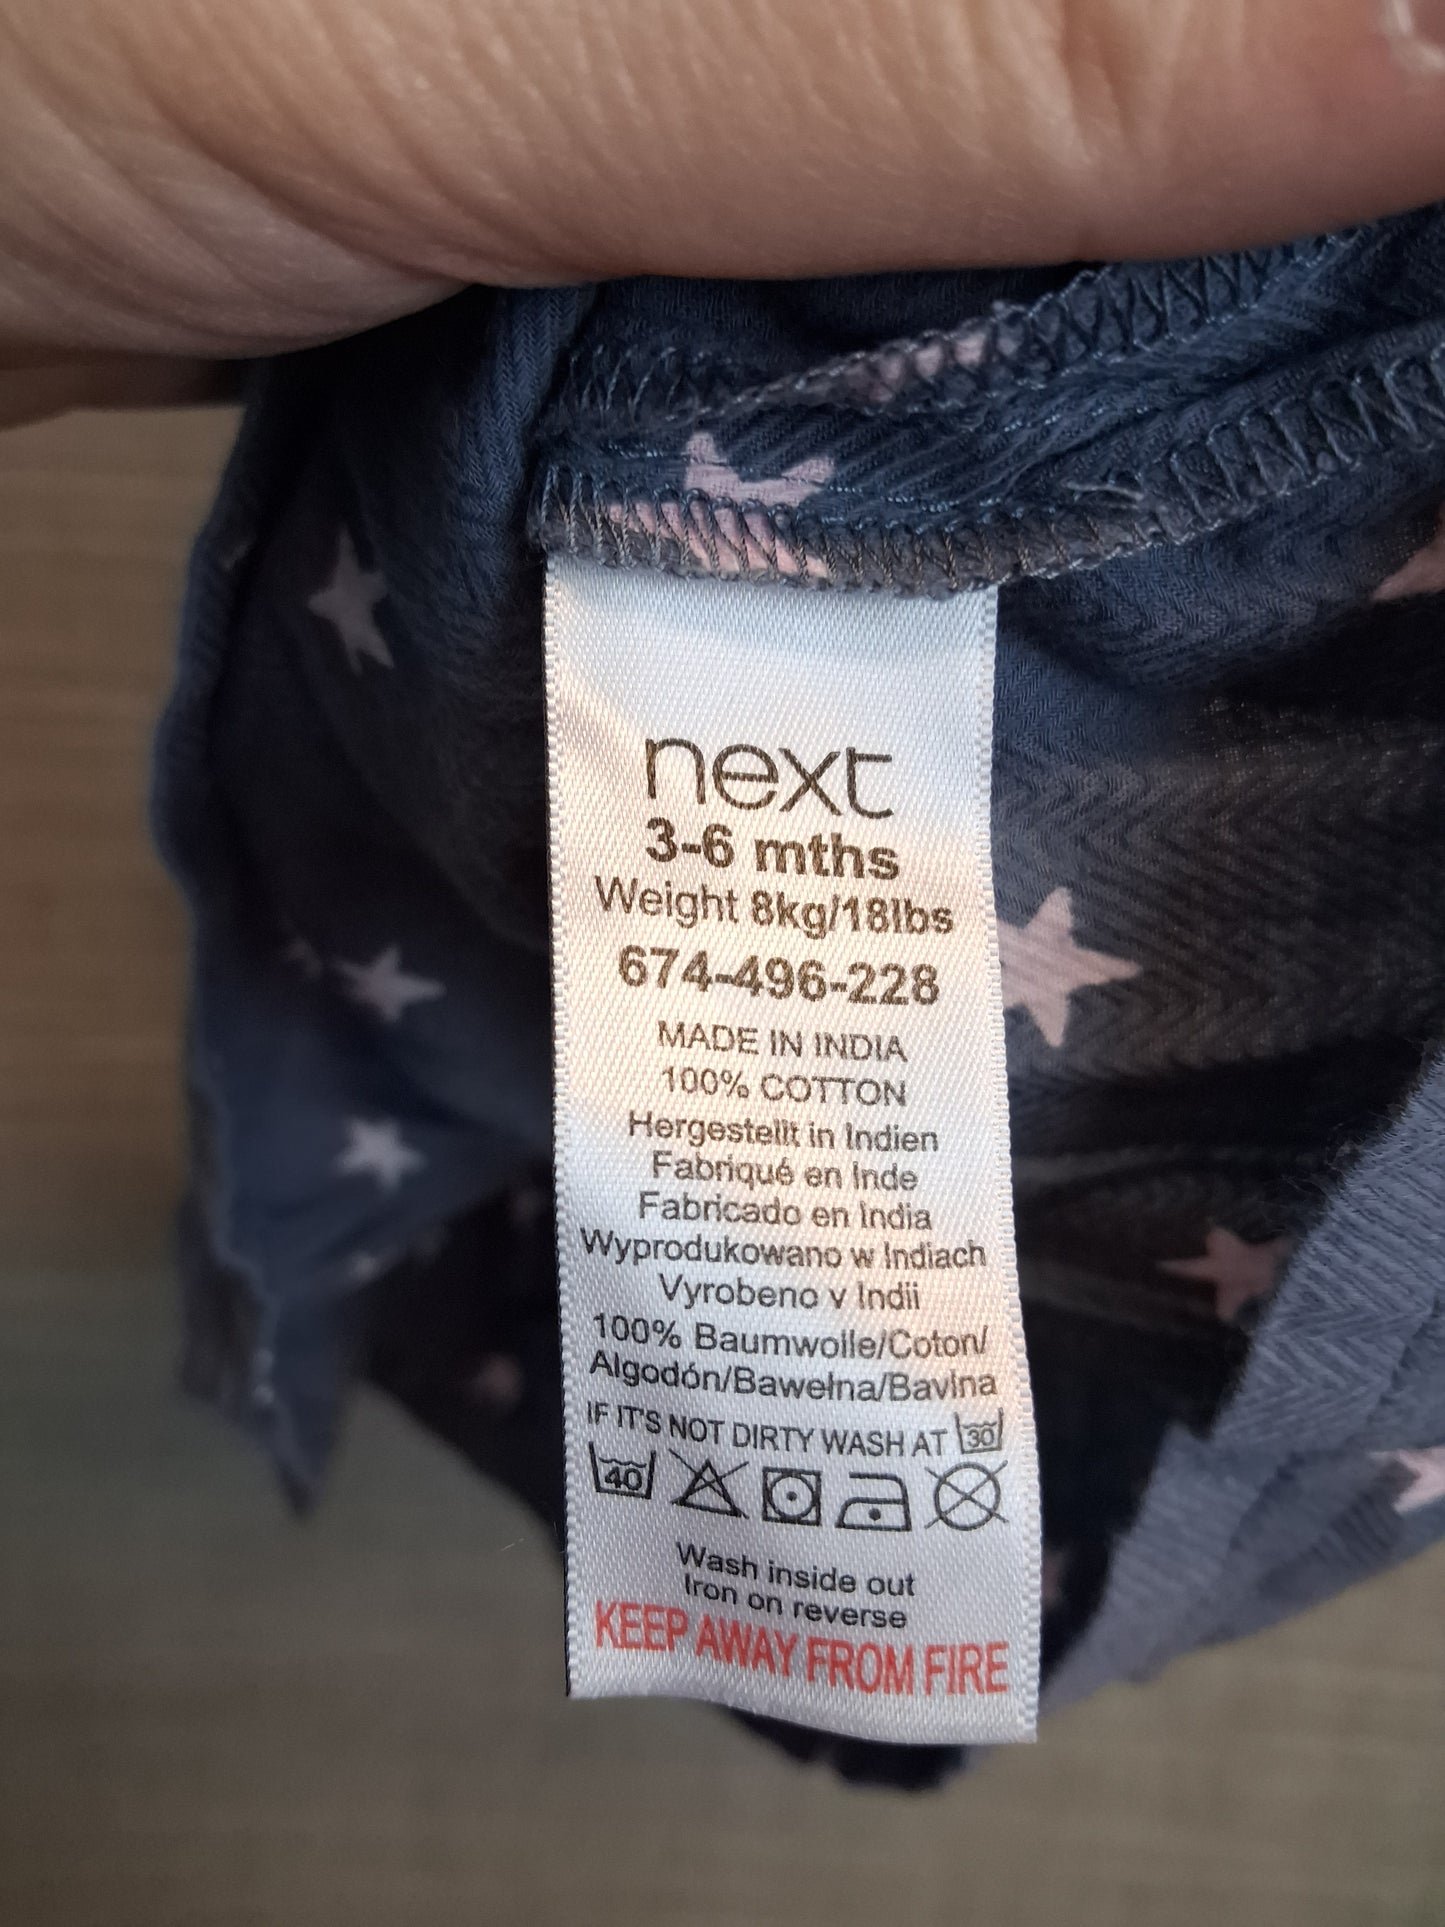 next
3-6 mths
Weight 8kg/18lbs
674-496-228
MADE IN INDIA
100% COTTON
Hergestellt in Indien
Fabriqué en Inde
Fabricado en India
Wyprodukowano w Indiach
Vyrobeno v Indii
100% Baumwolle/Coton/
Algodón/Bawełna/Bavlna
IF IT'S NOT DIRTY WASH AT 30
40
Wash inside out
Iron on reverse
KEEP AWAY FROM FIRE